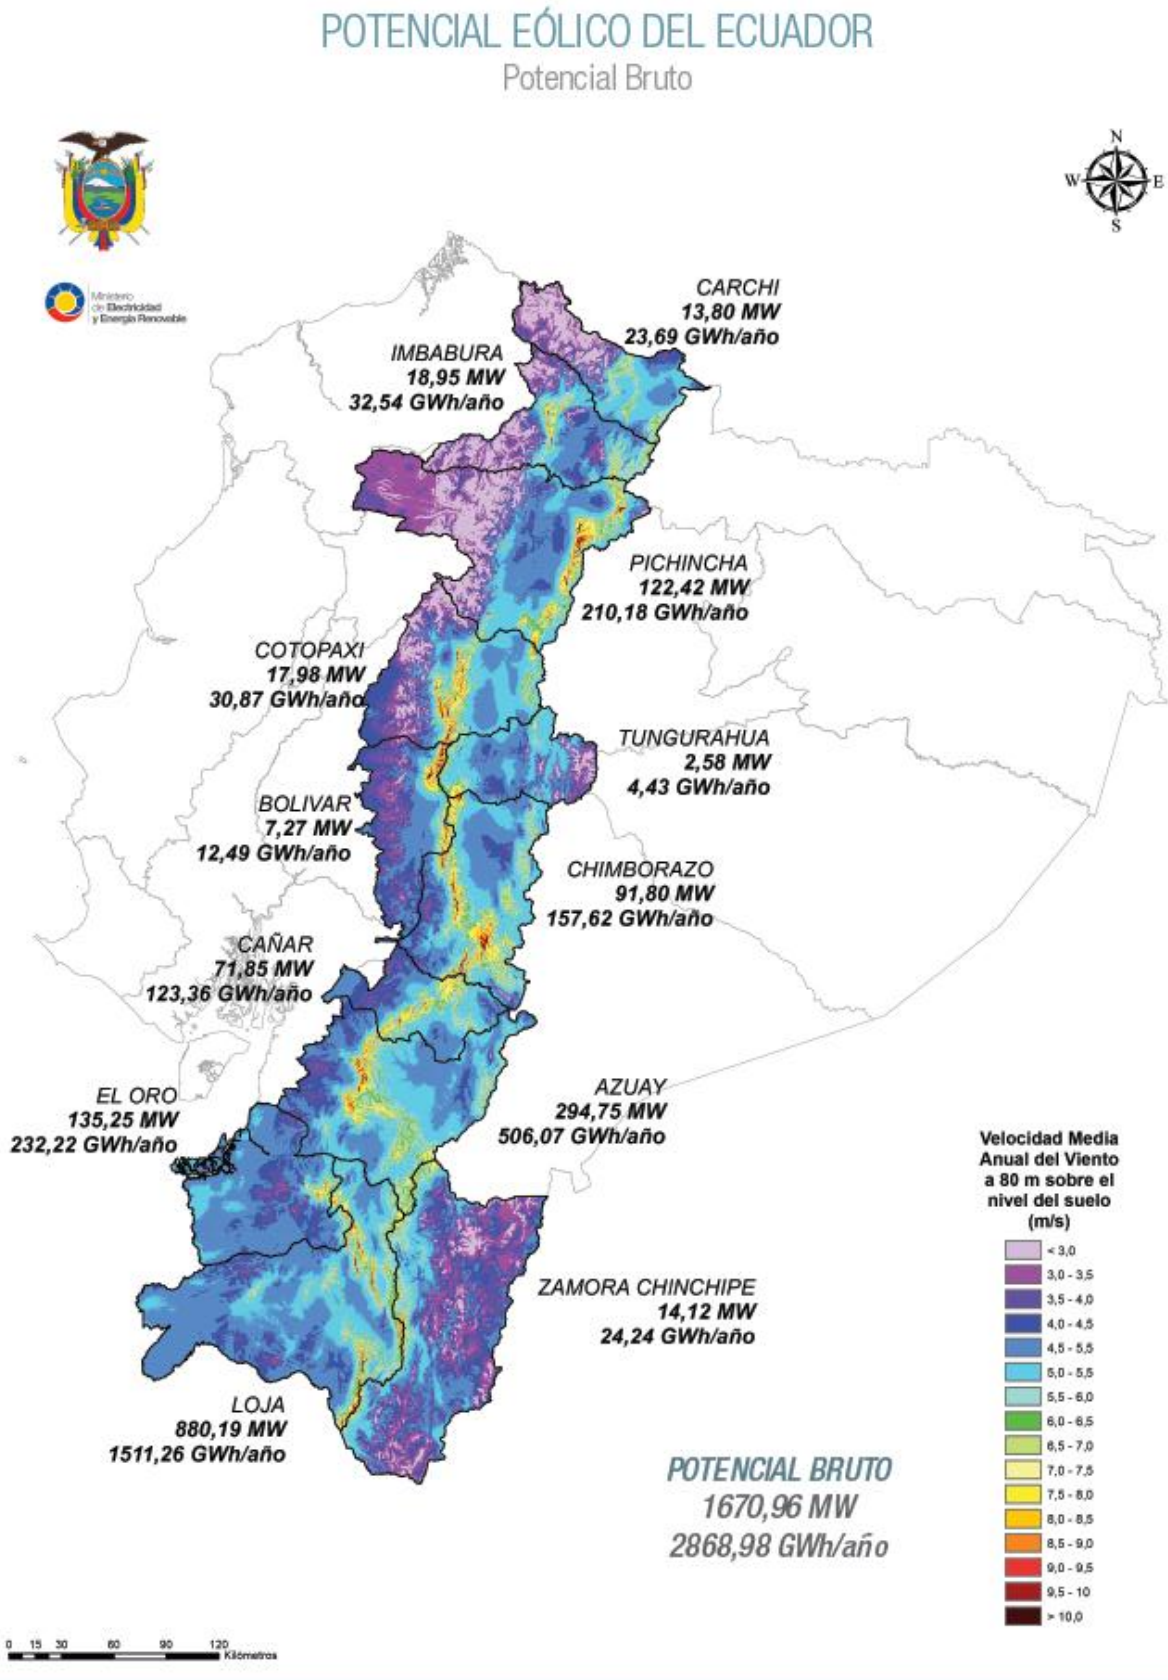 POTENCIAL EÓLICO DEL ECUADOR
Potencial Bruto
N
W
E
S
Ministerio
de Electricidad
y Energía Renovable
CARCHI
13,80 MW
23,69 GWh/año
IMBABURA
18,95 MW
32,54 GWh/año
PICHINCHA
122,42 MW
210,18 GWh/año
COTOPAXI
17,98 MW
30,87 GWh/año
TUNGURAHUA
2,58 MW
4,43 GWh/año
BOLIVAR
7,27 MW
12,49 GWh/año
CHIMBORAZO
91,80 MW
157,62 GWh/año
CAÑAR
71,85 MW
123,36 GWh/año
EL ORO
135,25 MW
232,22 GWh/año
AZUAY
294,75 MW
506,07 GWh/año
ZAMORA CHINCHIPE
14,12 MW
24,24 GWh/año
LOJA
880,19 MW
1511,26 GWh/año
POTENCIAL BRUTO
1670,96 MW
2868,98 GWh/año
Velocidad Media
Anual del Viento
a 80 m sobre el
nivel del suelo
(m/s)
< 3,0
3,0 - 3,5
3,5 - 4,0
4,0 - 4,5
4,5 - 5,5
5,0 - 5,5
5,5 - 6,0
6,0 - 6,5
6,5 - 7,0
7,0 - 7,5
7,5 - 8,0
8,0 - 8,5
8,5 - 9,0
9,0 - 9,5
9,5 - 10
> 10,0
0 15 30 60 90 120
Kilómetros